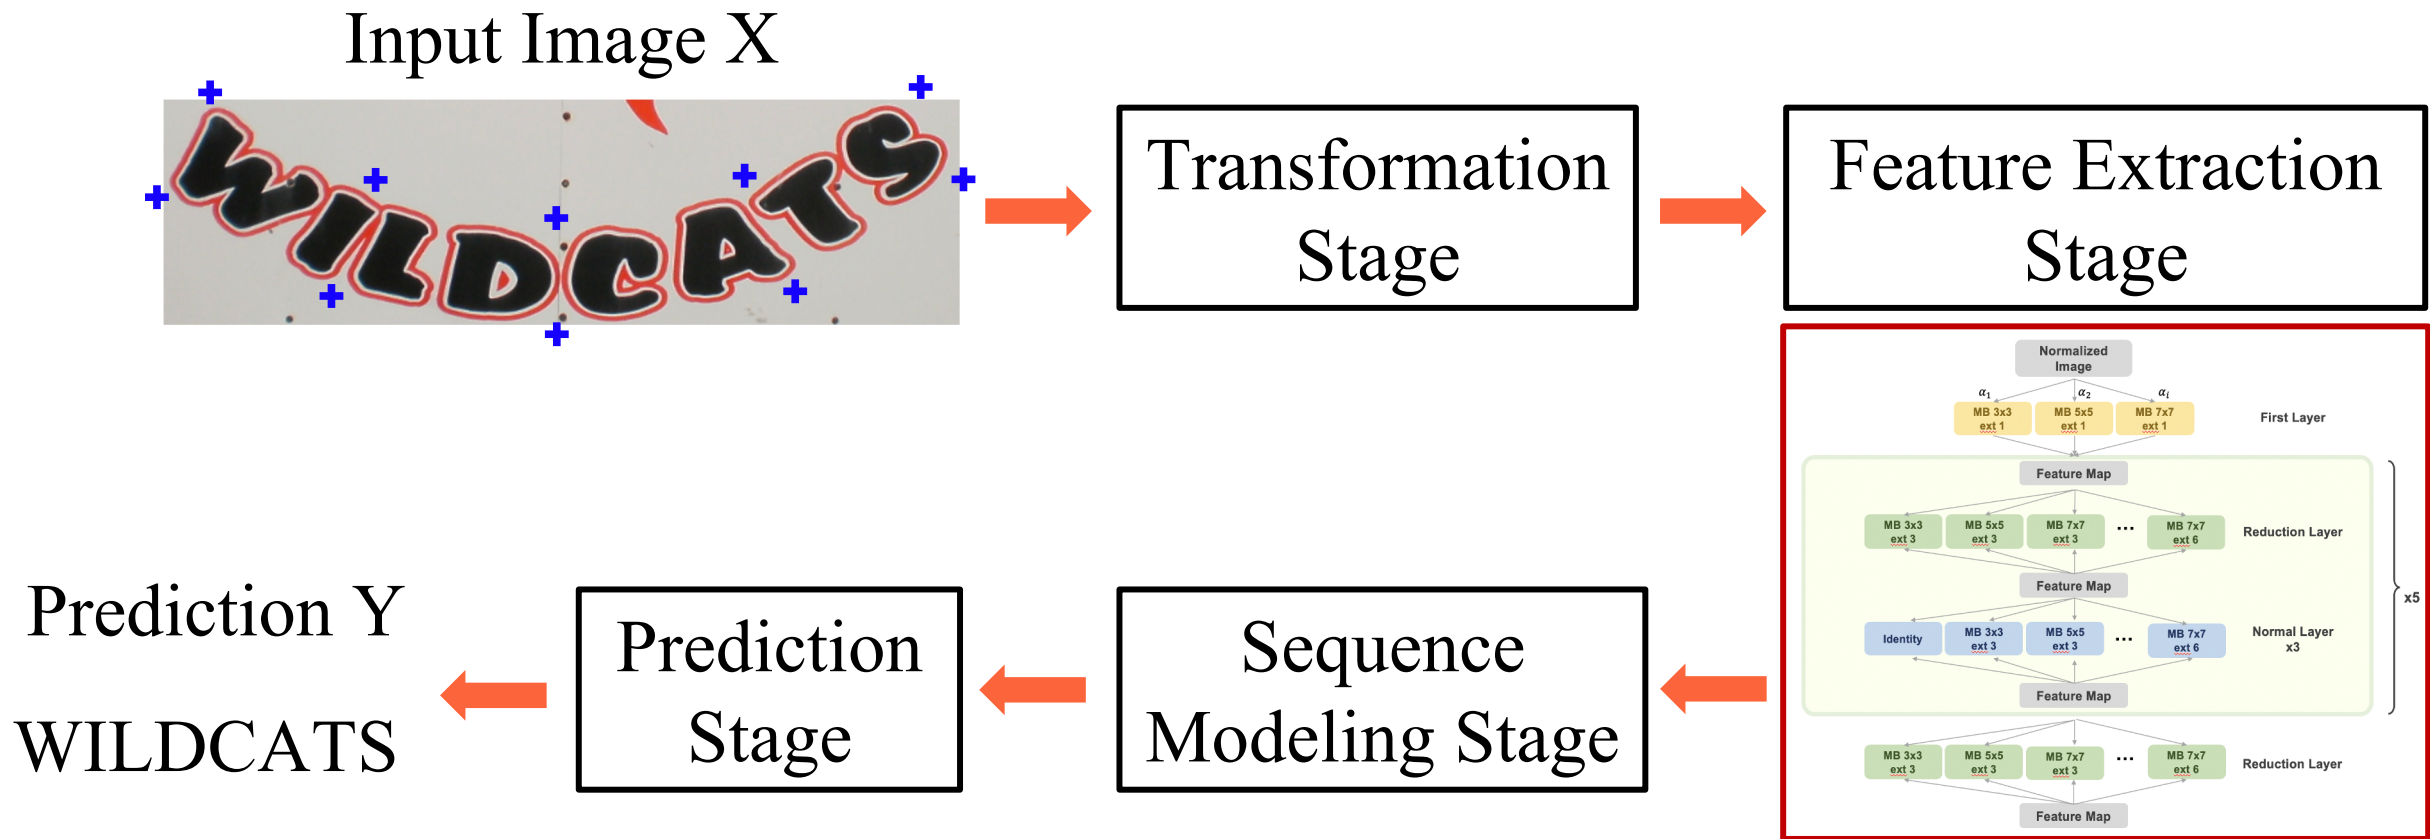 Input Image X
WILDCATS
Transformation
Stage
Feature Extraction
Stage
Normalized
Image
α₁ α₂ αᵢ
MB 3x3
ext 1
MB 5x5
ext 1
MB 7x7
ext 1
First Layer
Feature Map
MB 3x3
ext 3
MB 5x5
ext 3
MB 7x7
ext 3
...
MB 7x7
ext 6
Reduction Layer
Feature Map
Identity
MB 3x3
ext 3
MB 5x5
ext 3
...
MB 7x7
ext 6
Normal Layer
x3
Feature Map
x5
MB 3x3
ext 3
MB 5x5
ext 3
MB 7x7
ext 3
...
MB 7x7
ext 6
Reduction Layer
Feature Map
Sequence
Modeling Stage
Prediction
Stage
Prediction Y
WILDCATS